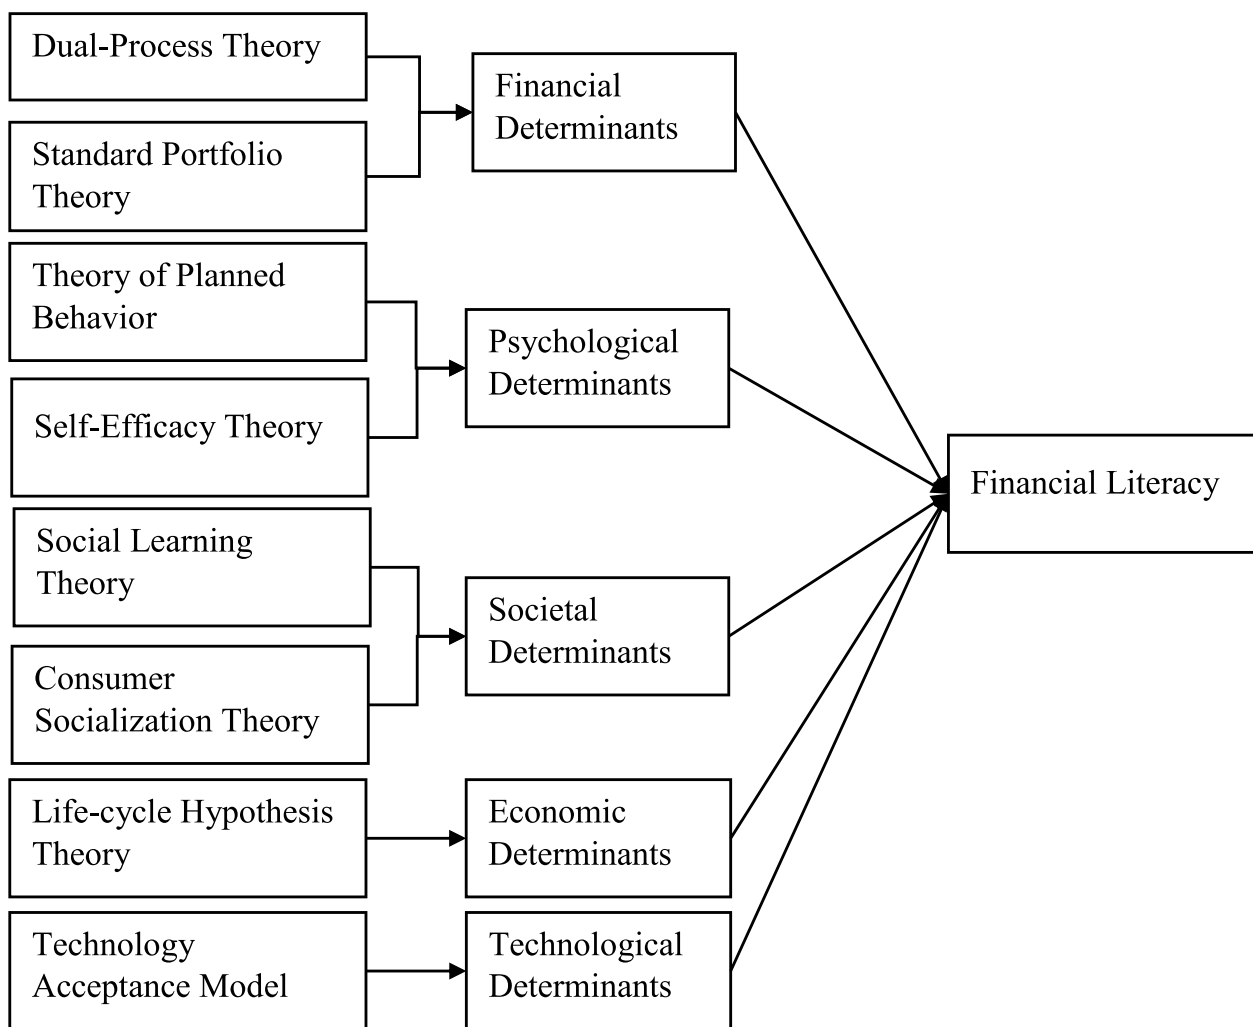 Dual-Process Theory
Standard Portfolio
Theory
Financial
Determinants
Theory of Planned
Behavior
Self-Efficacy Theory
Psychological
Determinants
Social Learning
Theory
Consumer
Socialization Theory
Societal
Determinants
Life-cycle Hypothesis
Theory
Economic
Determinants
Technology
Acceptance Model
Technological
Determinants
Financial Literacy